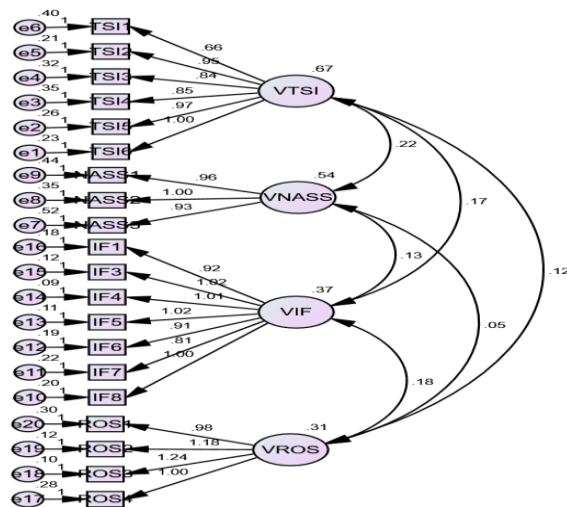 .40
e6 1 TSI1
.21
e5 1 TSI2 .66
.32 .95
e4 1 TSI3 .84 .67
.35
e3 1 TSI4 .85 VTSI
.26 .97
e2 1 TSI5 1.00
.23
e1 1 TSI6 .22
.44
e9 1 NASS1 .96 .54
.35
e8 1 NASS2 1.00 VNASS .17
.52 .93
e7 1 NASS3
.18
e16 1 IF1 .13
.12 .92
e15 1 IF3 1.02 .12
.09 1.01 .37
e14 1 IF4
.11 1.02 VIF
e13 1 IF5 .91 .05
.19 .81
e12 1 IF6 1.00
.22
e11 1 IF7 .18
.20
e10 1 IF8
.30 .98 .31
e20 1 ROS1
.12 1.18
e19 1 ROS2 VROS
.10 1.24
e18 1 ROS3 1.00
.28
e17 1 ROS4